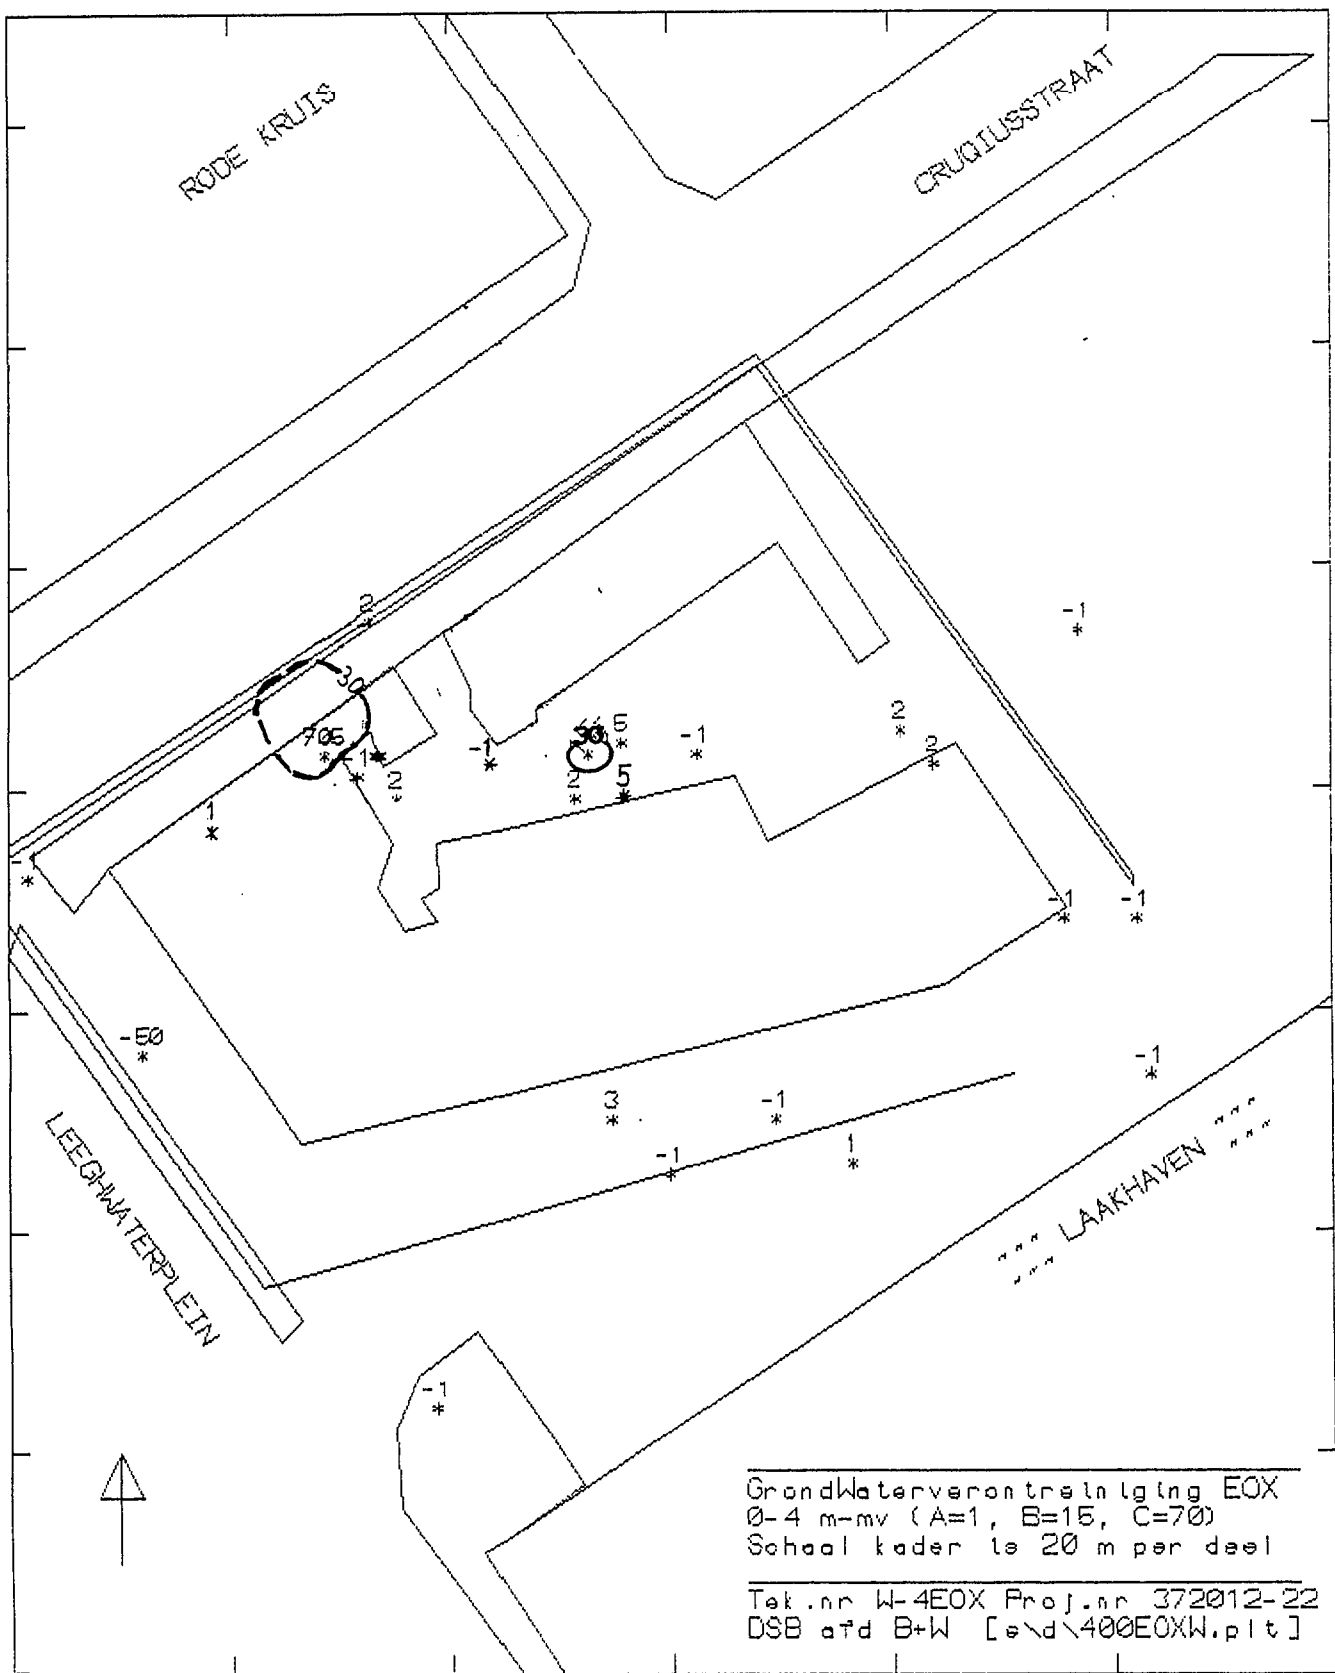 RODE KRUIS
CRUQIUSSTRAAT
2
-1
30
705
-1
2
-1
30
5
-1
2
2
2
5
1
-1
-1
-50
3
-1
-1
1
-1
LEEGHWATERPLEIN
LAAKHAVEN
-1
GrondWaterverontreiniging EOX
0-4 m-mv (A=1, B=15, C=70)
Schaal kader is 20 m per deel
Tek.nr W-4EOX Proj.nr 372012-22
DSB afd B+W [e\d\400EOXW.plt]